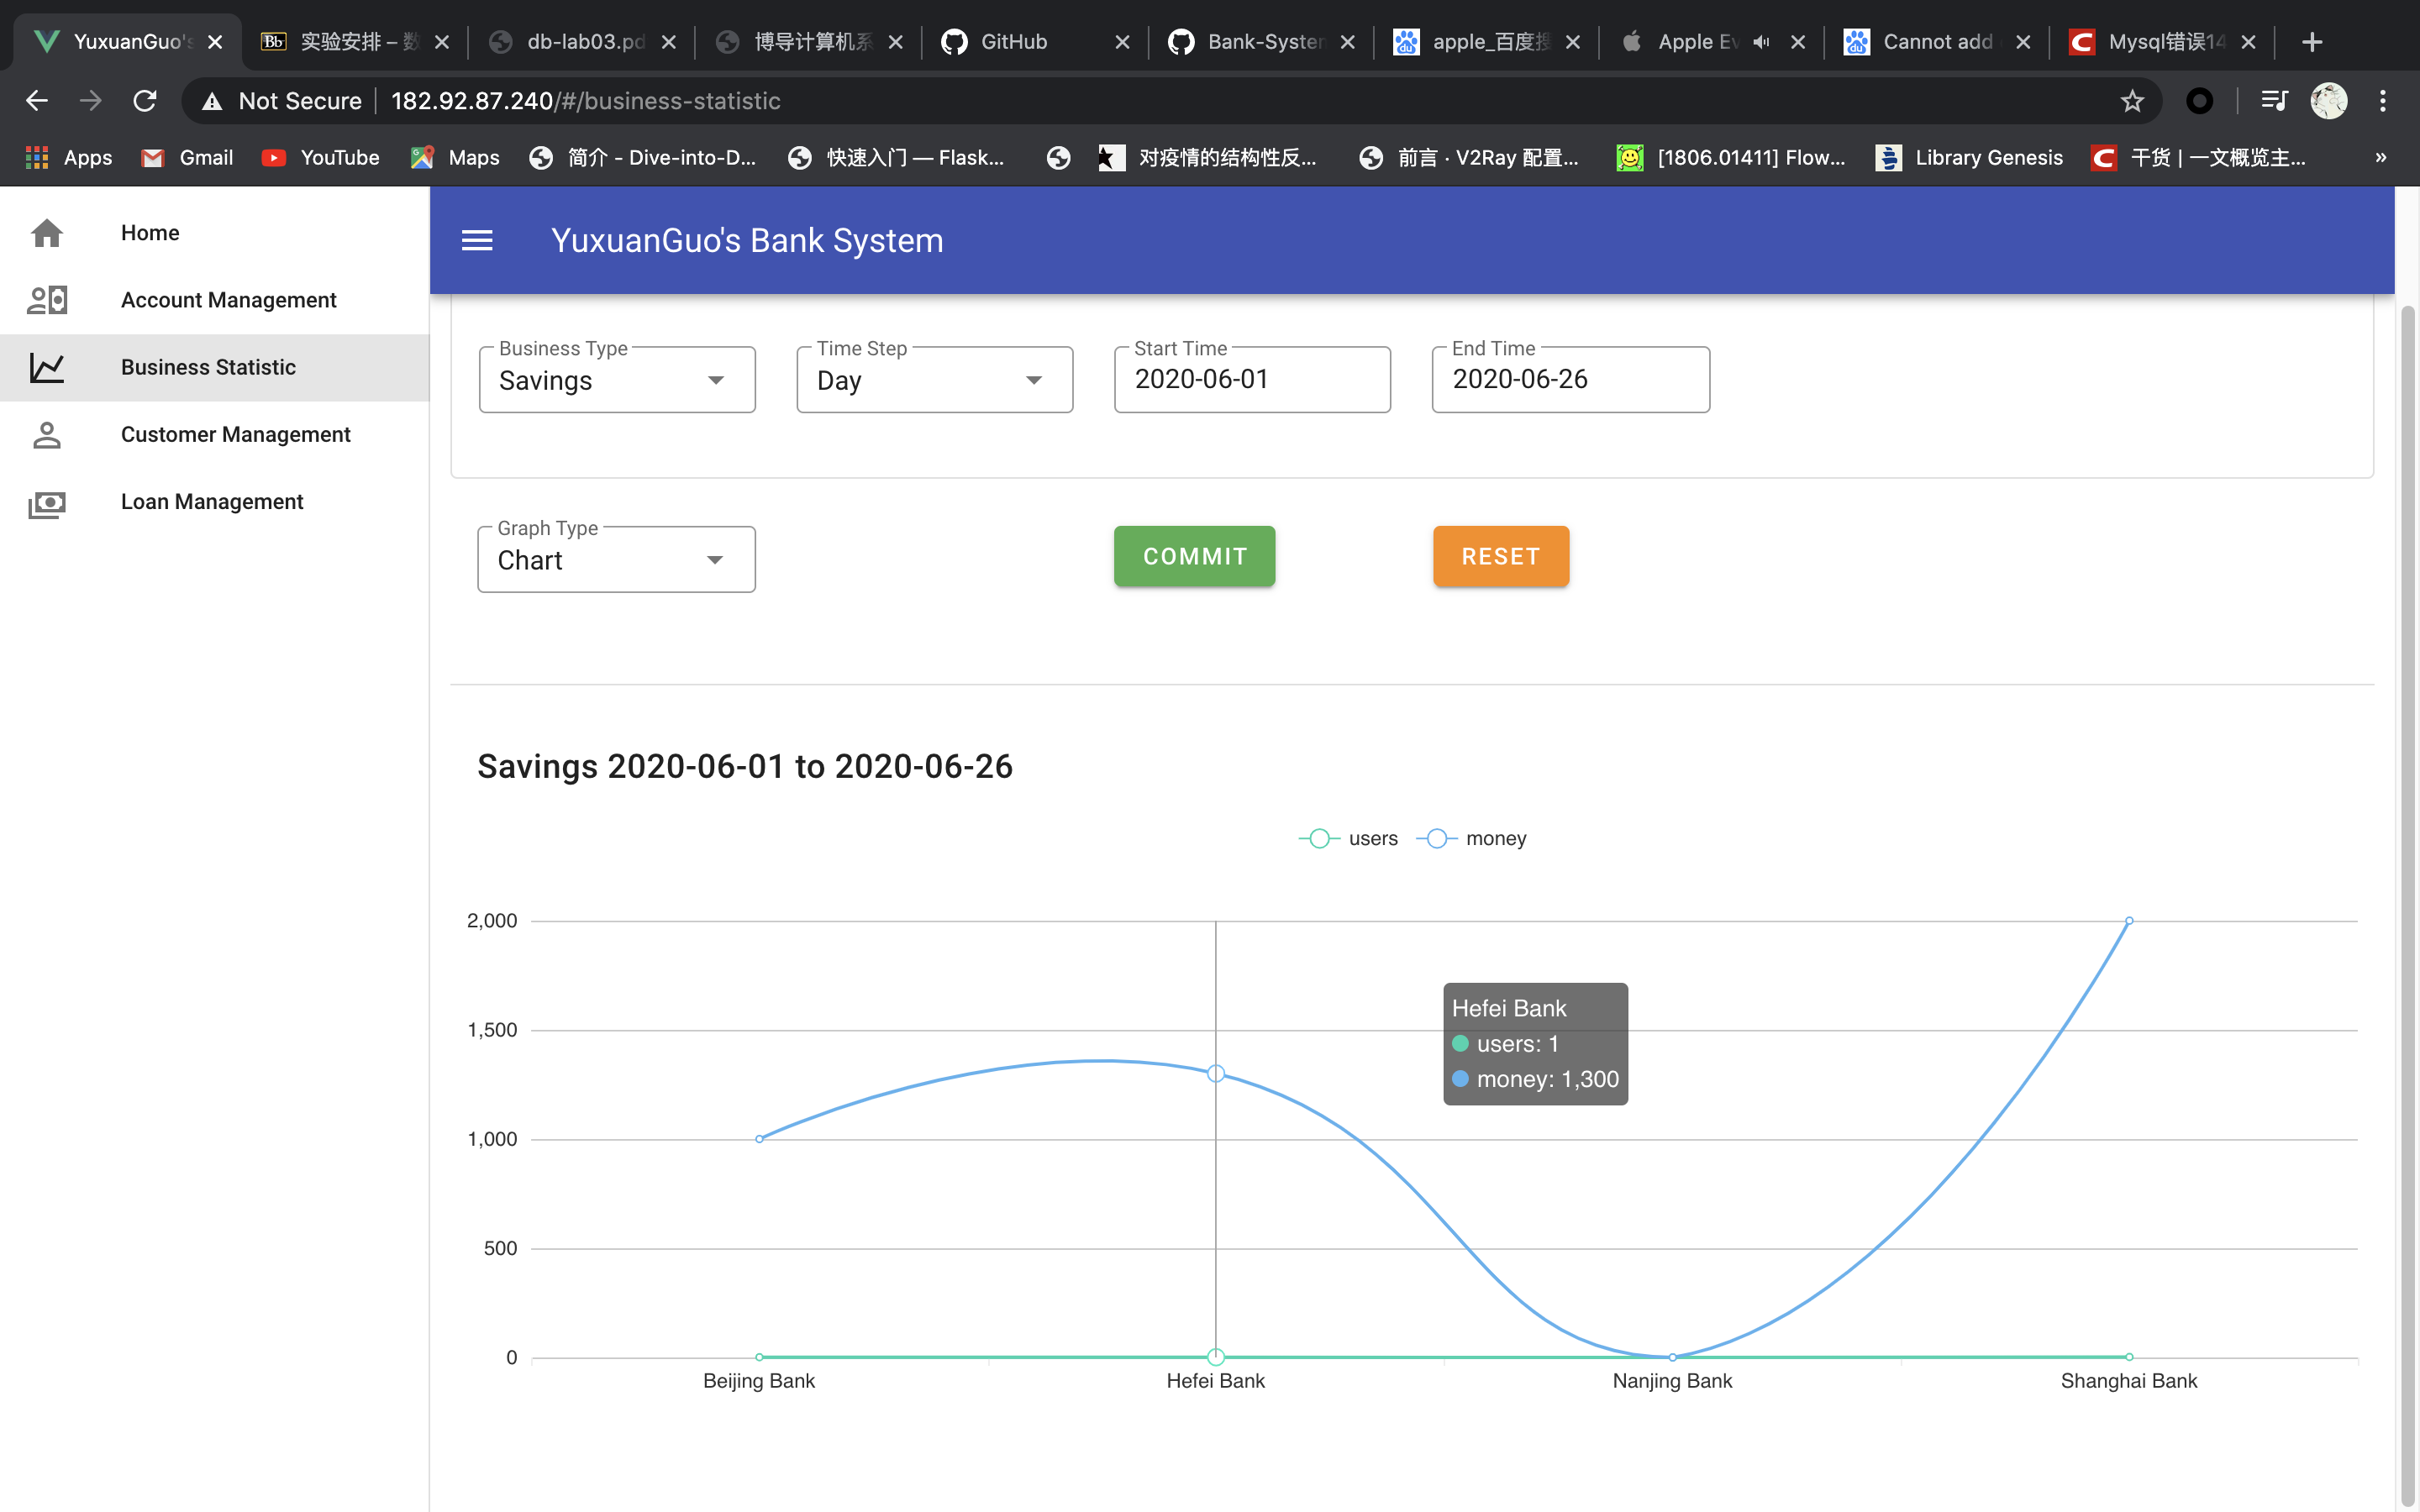 YuxuanGuo's
实验安排 – 数
db-lab03.pd
博导计算机系
GitHub
Bank-System
apple_百度搜
Apple Ev
Cannot add
Mysql错误14
Not Secure
182.92.87.240/#/business-statistic
Apps
Gmail
YouTube
Maps
简介 - Dive-into-D...
快速入门 — Flask...
对疫情的结构性反...
前言 · V2Ray 配置...
[1806.01411] Flow...
Library Genesis
干货 | 一文概览主...
»
Home
Account Management
Business Statistic
Customer Management
Loan Management
YuxuanGuo's Bank System
Business Type
Savings
Time Step
Day
Start Time
2020-06-01
End Time
2020-06-26
Graph Type
Chart
COMMIT
RESET
Savings 2020-06-01 to 2020-06-26
users
money
2,000
1,500
1,000
500
0
Hefei Bank
users: 1
money: 1,300
Beijing Bank
Hefei Bank
Nanjing Bank
Shanghai Bank